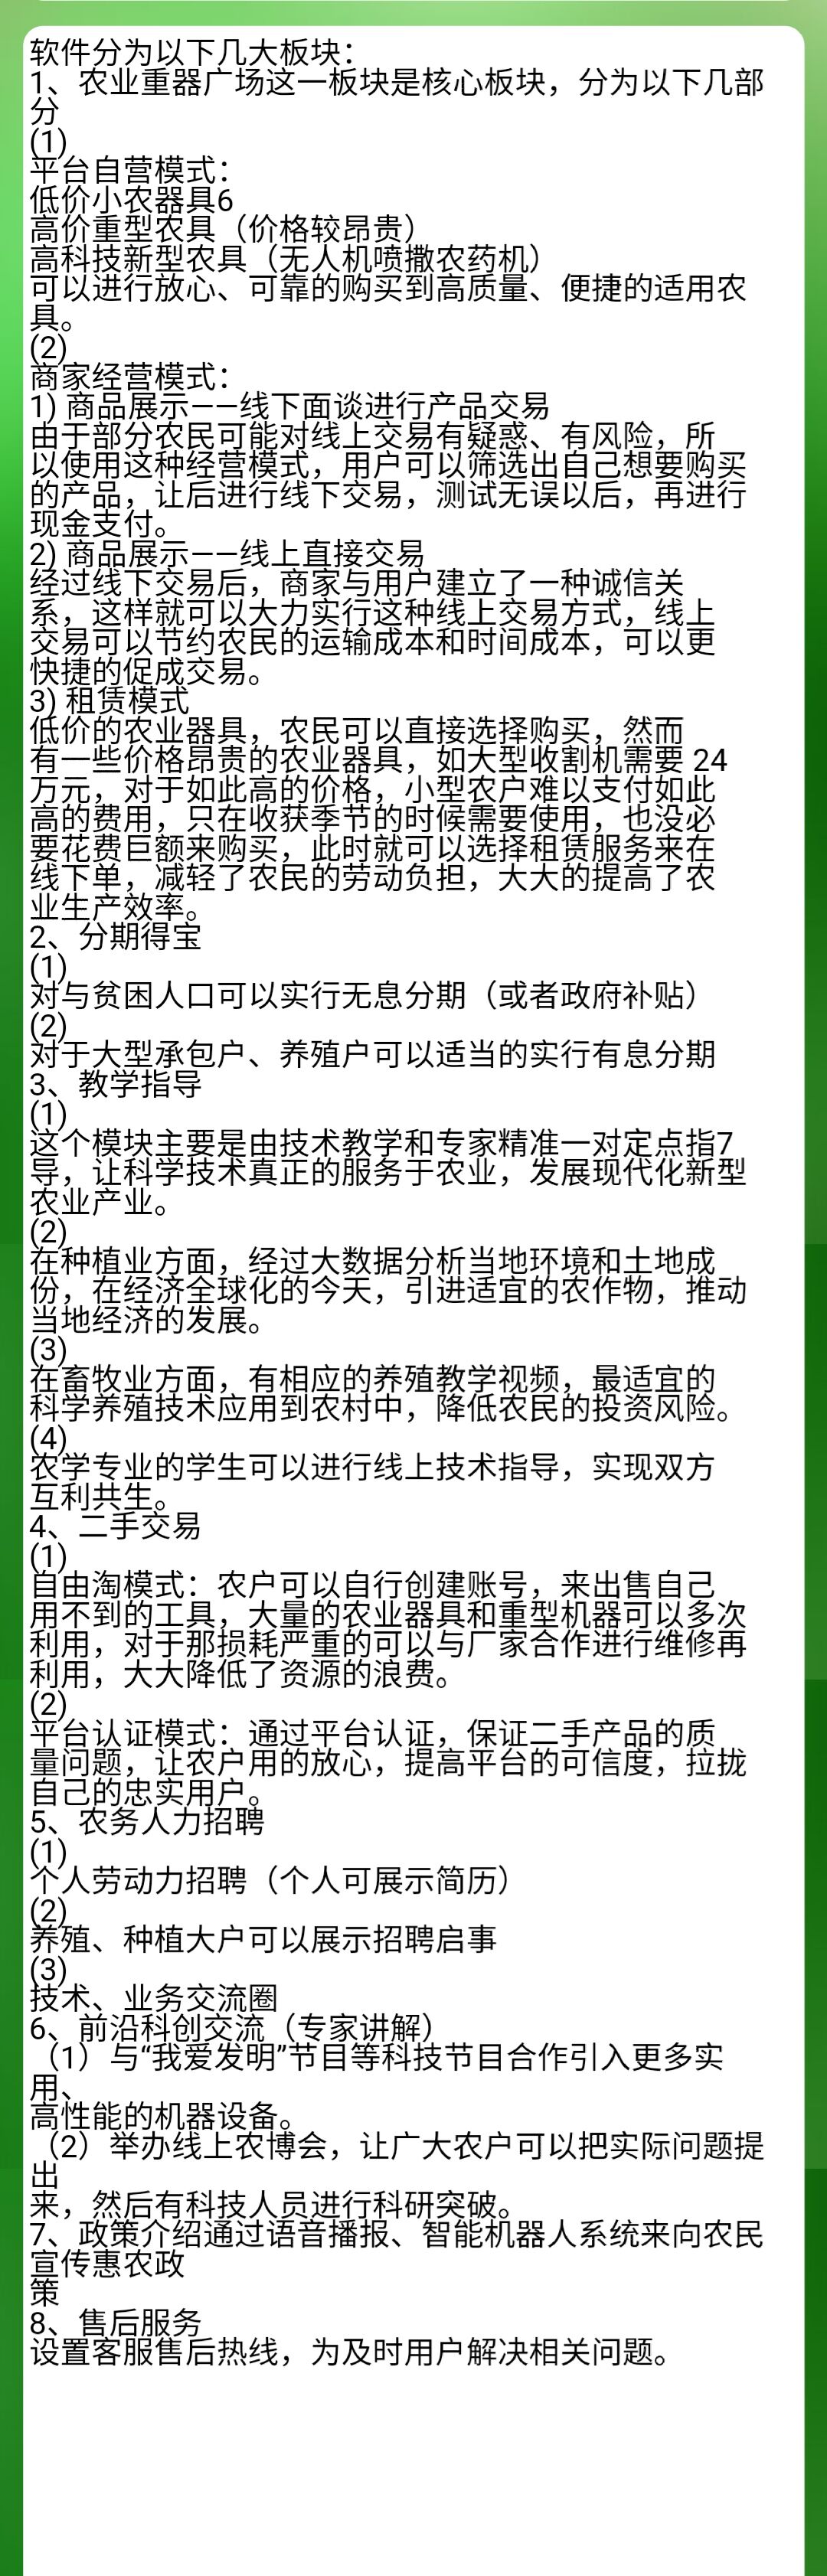 软件分为以下几大板块：
1、农业重器广场这一板块是核心板块，分为以下几部
分
(1)
平台自营模式：
低价小农器具6
高价重型农具（价格较昂贵）
高科技新型农具（无人机喷撒农药机）
可以进行放心、可靠的购买到高质量、便捷的适用农
具。
(2)
商家经营模式：
1) 商品展示——线下面谈进行产品交易
由于部分农民可能对线上交易有疑惑、有风险，所
以使用这种经营模式，用户可以筛选出自己想要购买
的产品，让后进行线下交易，测试无误以后，再进行
现金支付。
2) 商品展示——线上直接交易
经过线下交易后，商家与用户建立了一种诚信关
系，这样就可以大力实行这种线上交易方式，线上
交易可以节约农民的运输成本和时间成本，可以更
快捷的促成交易。
3) 租赁模式
低价的农业器具，农民可以直接选择购买，然而
有一些价格昂贵的农业器具，如大型收割机需要 24
万元，对于如此高的价格，小型农户难以支付如此
高的费用，只在收获季节的时候需要使用，也没必
要花费巨额来购买，此时就可以选择租赁服务来在
线下单，减轻了农民的劳动负担，大大的提高了农
业生产效率。
2、分期得宝
(1)
对与贫困人口可以实行无息分期（或者政府补贴）
(2)
对于大型承包户、养殖户可以适当的实行有息分期
3、教学指导
(1)
这个模块主要是由技术教学和专家精准一对定点指7
导，让科学技术真正的服务于农业，发展现代化新型
农业产业。
(2)
在种植业方面，经过大数据分析当地环境和土地成
份，在经济全球化的今天，引进适宜的农作物，推动
当地经济的发展。
(3)
在畜牧业方面，有相应的养殖教学视频，最适宜的
科学养殖技术应用到农村中，降低农民的投资风险。
(4)
农学专业的学生可以进行线上技术指导，实现双方
互利共生。
4、二手交易
(1)
自由淘模式：农户可以自行创建账号，来出售自己
用不到的工具，大量的农业器具和重型机器可以多次
利用，对于那损耗严重的可以与厂家合作进行维修再
利用，大大降低了资源的浪费。
(2)
平台认证模式：通过平台认证，保证二手产品的质
量问题，让农户用的放心，提高平台的可信度，拉拢
自己的忠实用户。
5、农务人力招聘
(1)
个人劳动力招聘（个人可展示简历）
(2)
养殖、种植大户可以展示招聘启事
(3)
技术、业务交流圈
6、前沿科创交流（专家讲解）
（1）与“我爱发明”节目等科技节目合作引入更多实
用、
高性能的机器设备。
（2）举办线上农博会，让广大农户可以把实际问题提
出
来，然后有科技人员进行科研突破。
7、政策介绍通过语音播报、智能机器人系统来向农民
宣传惠农政
策
8、售后服务
设置客服售后热线，为及时用户解决相关问题。